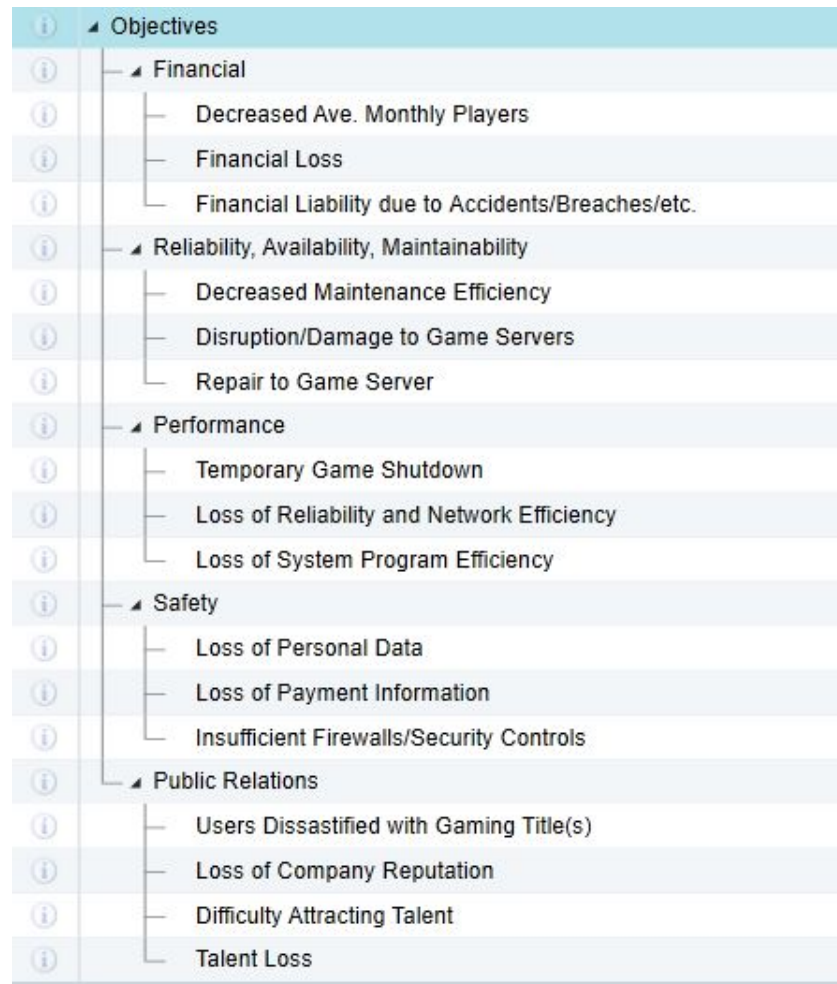 Objectives
Financial
Decreased Ave. Monthly Players
Financial Loss
Financial Liability due to Accidents/Breaches/etc.
Reliability, Availability, Maintainability
Decreased Maintenance Efficiency
Disruption/Damage to Game Servers
Repair to Game Server
Performance
Temporary Game Shutdown
Loss of Reliability and Network Efficiency
Loss of System Program Efficiency
Safety
Loss of Personal Data
Loss of Payment Information
Insufficient Firewalls/Security Controls
Public Relations
Users Dissastified with Gaming Title(s)
Loss of Company Reputation
Difficulty Attracting Talent
Talent Loss